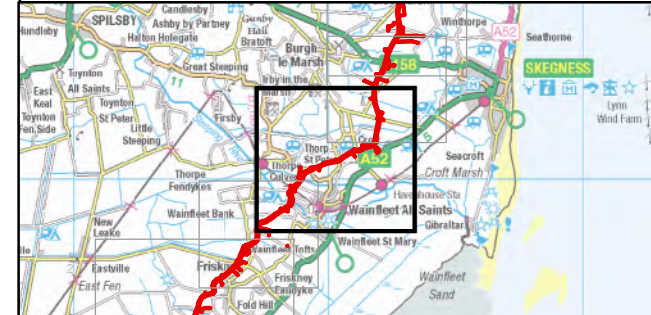 SPILSBY
Candlesby
Ashby by Partney
Gunby Hall
Winthorpe
A52
Seathorne
Hundleby
Halton Holegate
Bratoft
Burgh le Marsh
A158
SKEGNESS
Great Steeping
Irby in the Marsh
Toynton All Saints
11
East Keal
Toynton St Peter
Firsby
Lynn Wind Farm
Toynton Fen Side
Little Steeping
Thorpe St Peter
5
A52
Seacroft
Thorpe Culvert
Croft Marsh
Thorpe Fendykes
Havenhouse Sta
Wainfleet Bank
Wainfleet All Saints
New Leake
Gibraltar
Wainfleet Tofts
Wainfleet St Mary
Eastville
Friskney
East Fen
Friskney Eaudyke
Wainfleet Sand
Fold Hill